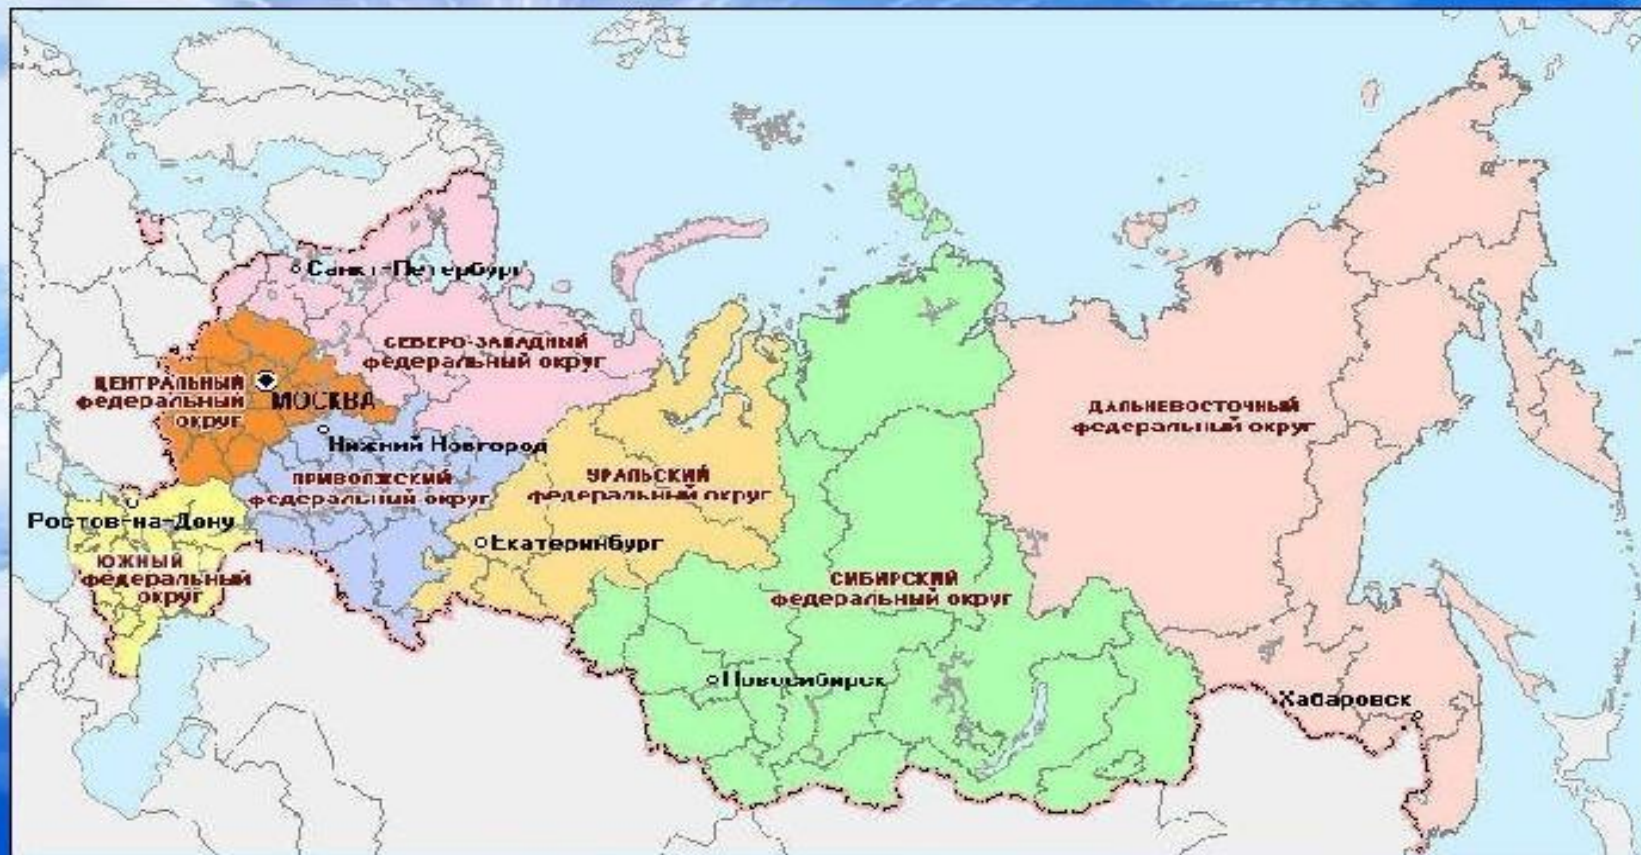 Санкт-Петербург
СЕВЕРО-ЗАПАДНЫЙ
федеральный округ
ЦЕНТРАЛЬНЫЙ
федеральный
округ
МОСКВА
Нижний Новгород
ПРИВОЛЖСКИЙ
федеральный округ
УРАЛЬСКИЙ
федеральный округ
ДАЛЬНЕВОСТОЧНЫЙ
федеральный округ
Ростов-на-Дону
ЮЖНЫЙ
федеральный
округ
Екатеринбург
СИБИРСКИЙ
федеральный округ
Новосибирск
Хабаровск